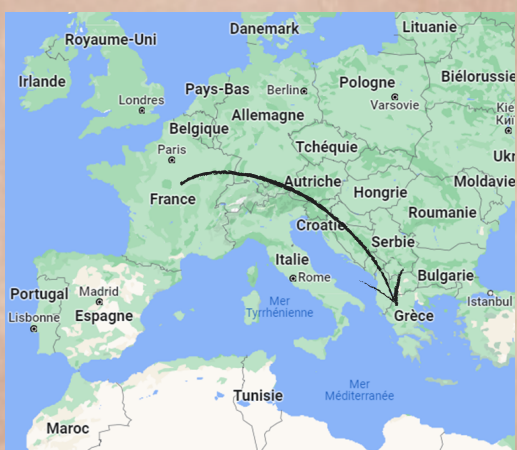 Royaume-Uni
Danemark
Lituanie
Irlande
Londres
Pays-Bas
Berlin
Pologne
Varsovie
Biélorussie
Belgique
Allemagne
Paris
Tchéquie
France
Autriche
Hongrie
Moldavie
Roumanie
Croatie
Serbie
Italie
Rome
Bulgarie
Portugal
Madrid
Espagne
Lisbonne
Mer
Tyrrhénienne
Istanbul
Grèce
Mer
Méditerranée
Tunisie
Maroc